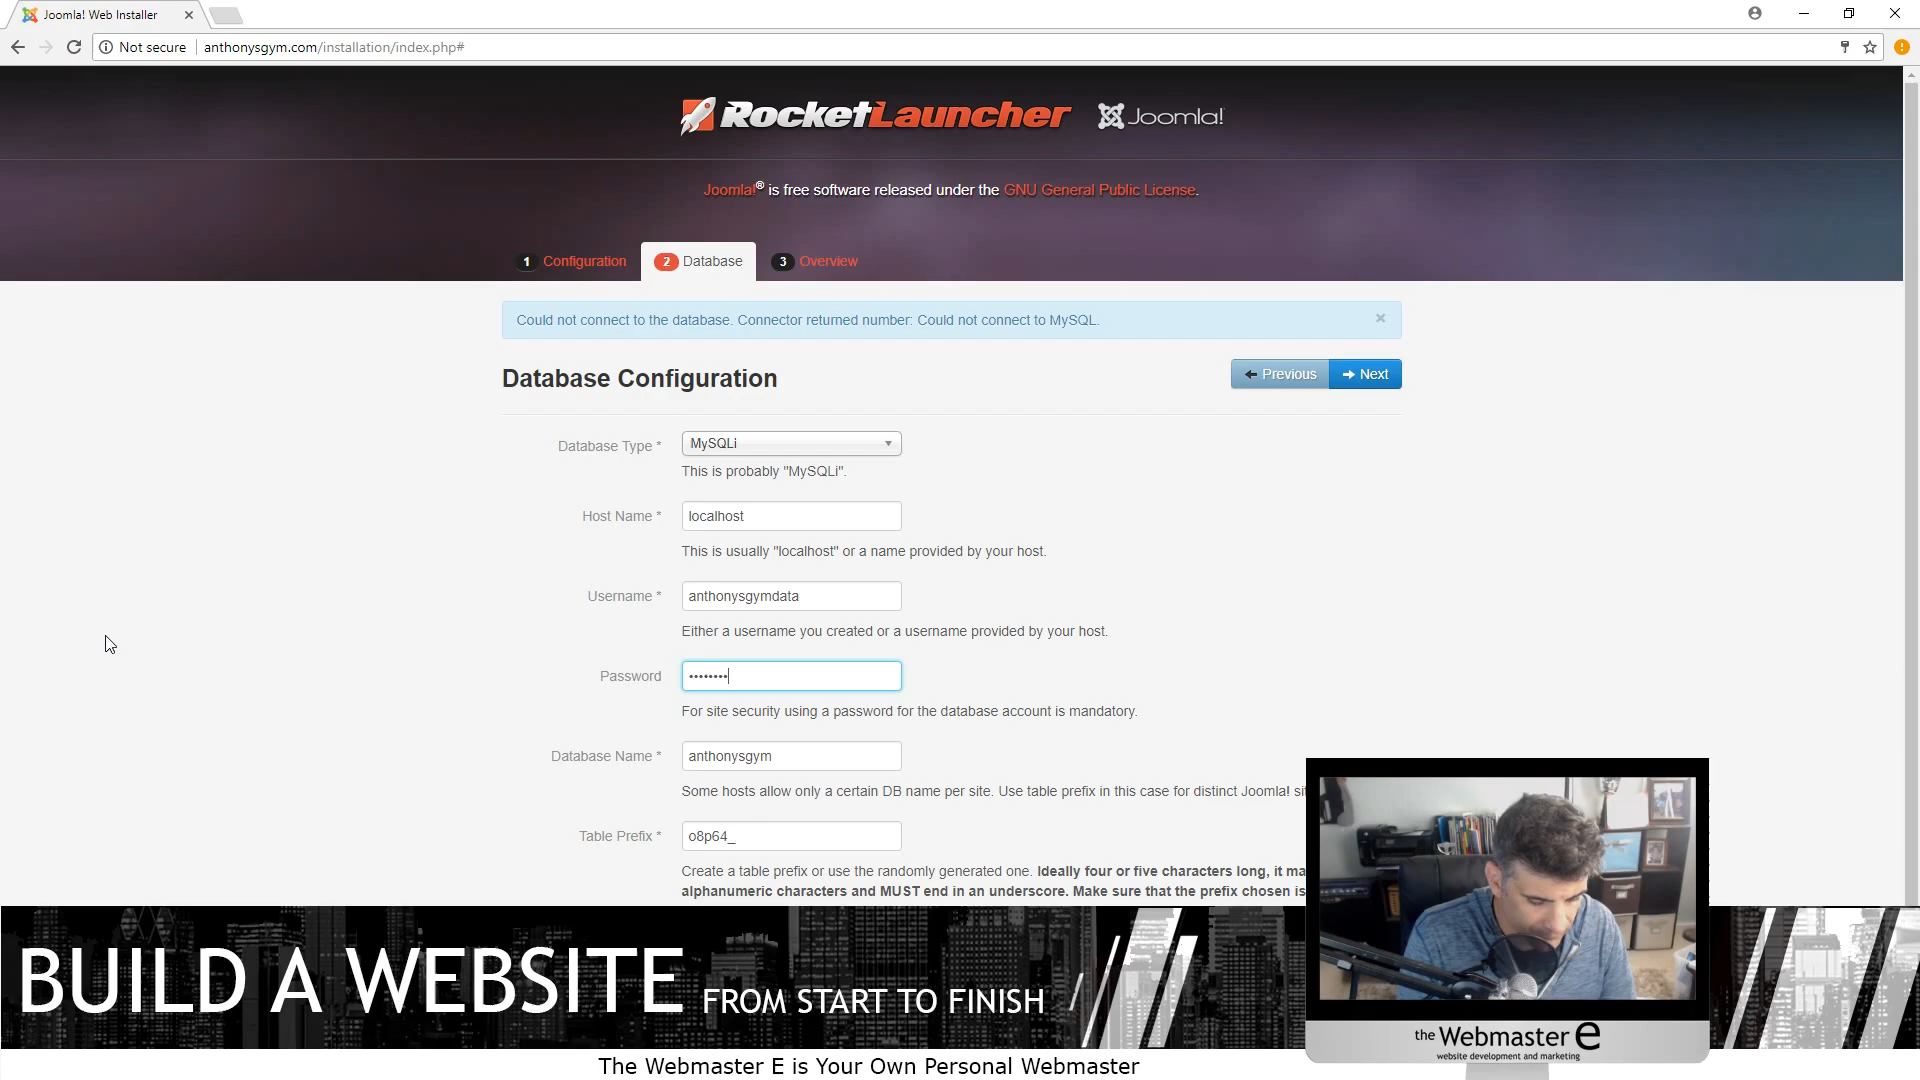 Joomla! Web Installer
Not secure
anthonysgym.com/installation/index.php#
RocketLauncher
Joomla!
Joomla!® is free software released under the GNU General Public License.
1 Configuration
2 Database
3 Overview
Could not connect to the database. Connector returned number: Could not connect to MySQL.
Database Configuration
Previous
Next
Database Type *
MySQLi
This is probably "MySQLi".
Host Name *
localhost
This is usually "localhost" or a name provided by your host.
Username *
anthonysgymdata
Either a username you created or a username provided by your host.
Password
••••••••
For site security using a password for the database account is mandatory.
Database Name *
anthonysgym
Some hosts allow only a certain DB name per site. Use table prefix in this case for distinct Joomla! si
Table Prefix *
o8p64_
Create a table prefix or use the randomly generated one. Ideally four or five characters long, it ma
alphanumeric characters and MUST end in an underscore. Make sure that the prefix chosen is
BUILD A WEBSITE FROM START TO FINISH
the Webmaster e
website development and marketing
The Webmaster E is Your Own Personal Webmaster